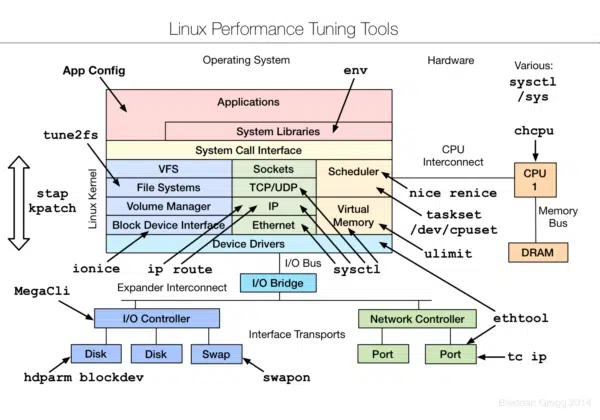 Linux Performance Tuning Tools
Operating System
Hardware
Various:
sysctl
/sys
App Config
env
Applications
System Libraries
System Call Interface
chcpu
tune2fs
Linux Kernel
VFS
Sockets
Scheduler
File Systems
TCP/UDP
Volume Manager
IP
Virtual
Memory
Block Device Interface
Ethernet
Device Drivers
CPU
Interconnect
CPU
1
nice renice
taskset
/dev/cpuset
Memory
Bus
ulimit
DRAM
stap
kpatch
ionice
ip route
sysctl
I/O Bus
I/O Bridge
Expander Interconnect
MegaCli
I/O Controller
Network Controller
ethtool
Interface Transports
Disk
Disk
Swap
Port
Port
tc ip
hdparm blockdev
swapon
2014